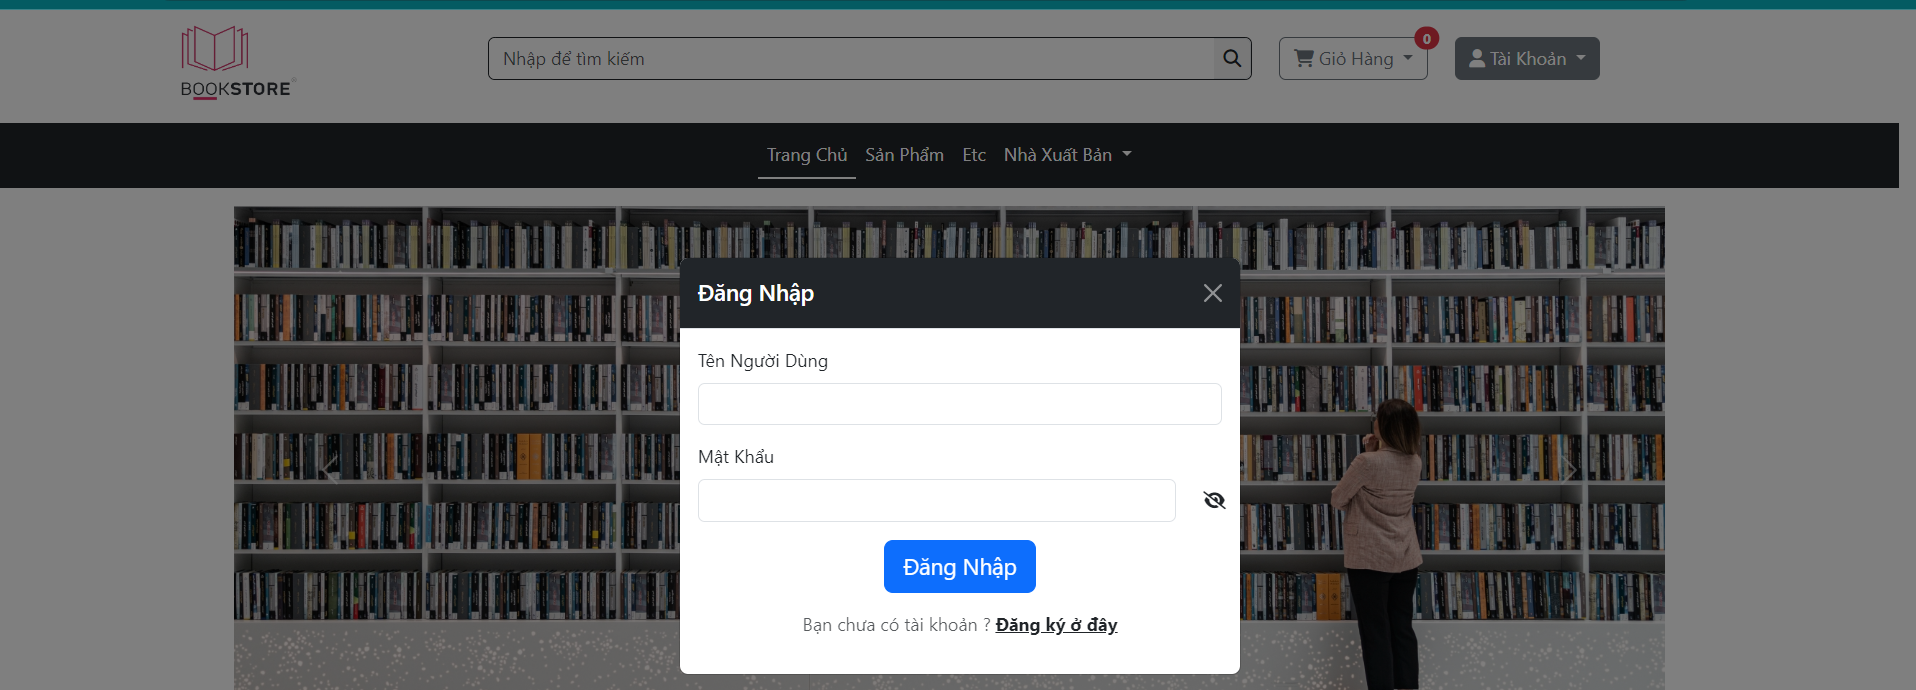 BOOKSTORE
Nhập để tìm kiếm
Giỏ Hàng
0
Tài Khoản
Trang Chủ
Sản Phẩm
Etc
Nhà Xuất Bản
Đăng Nhập
Tên Người Dùng
Mật Khẩu
Đăng Nhập
Bạn chưa có tài khoản ? Đăng ký ở đây